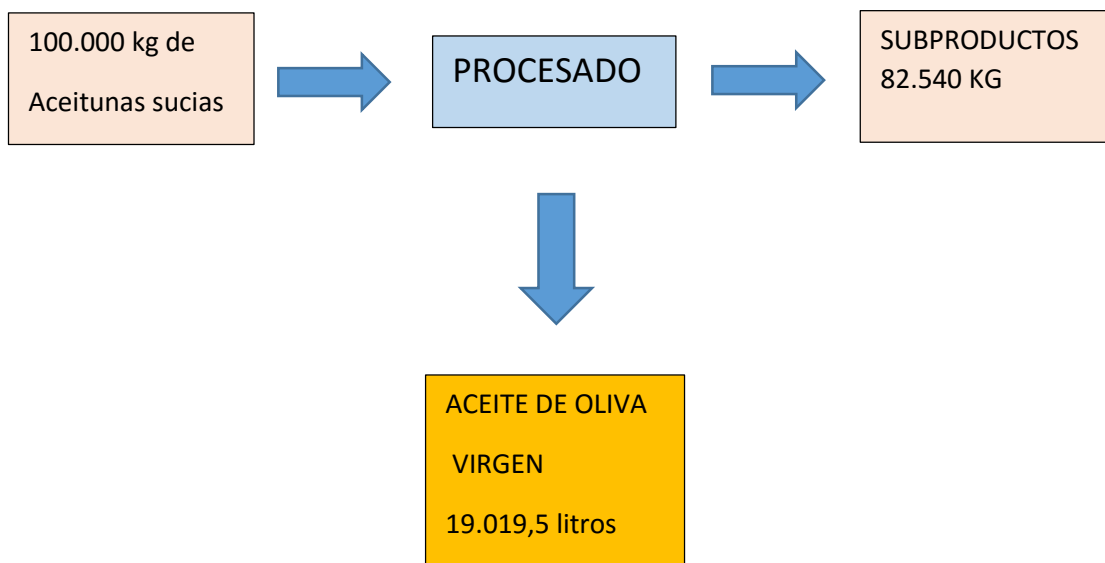 100.000 kg de
Aceitunas sucias
PROCESADO
SUBPRODUCTOS
82.540 KG
ACEITE DE OLIVA
VIRGEN
19.019,5 litros